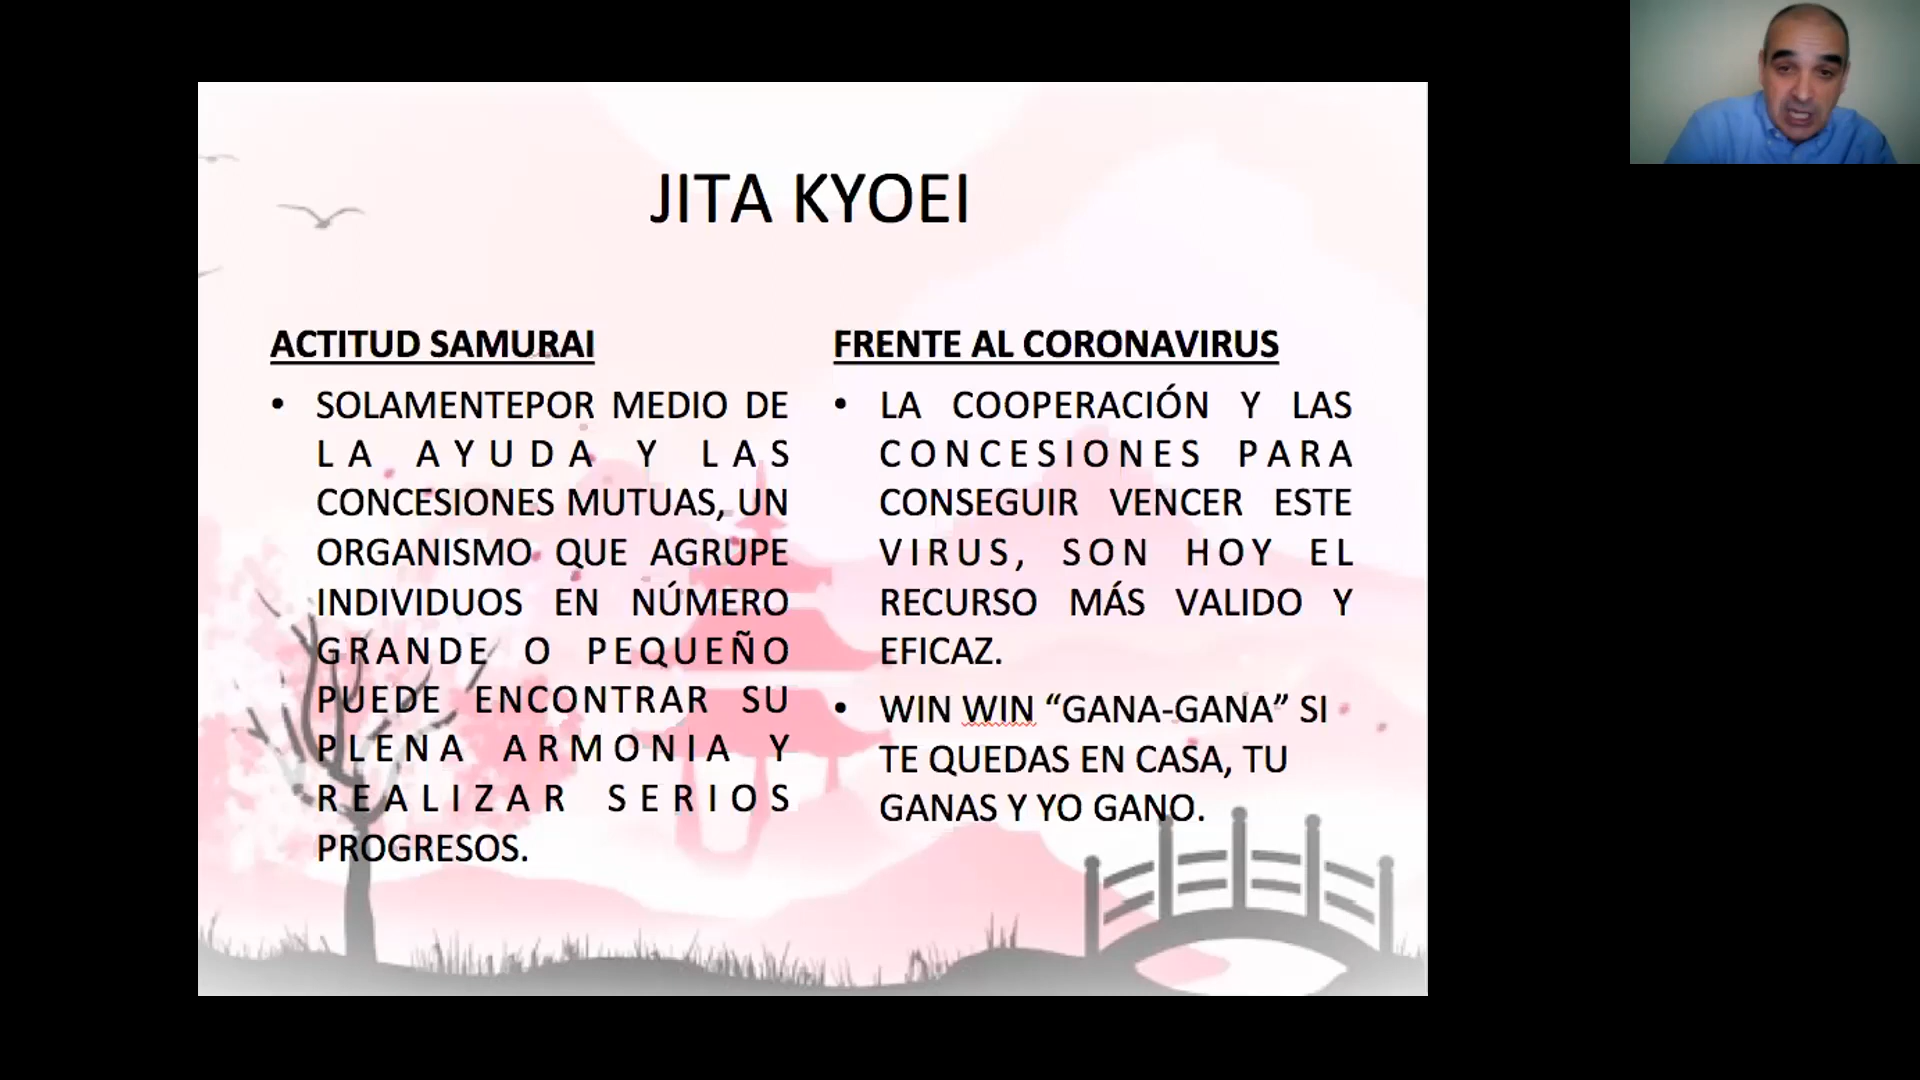 JITA KYOEI
ACTITUD SAMURAI
• SOLAMENTEPOR MEDIO DE
LA AYUDA Y LAS
CONCESIONES MUTUAS, UN
ORGANISMO QUE AGRUPE
INDIVIDUOS EN NÚMERO
GRANDE O PEQUEÑO
PUEDE ENCONTRAR SU
PLENA ARMONIA Y
REALIZAR SERIOS
PROGRESOS.
FRENTE AL CORONAVIRUS
• LA COOPERACIÓN Y LAS
CONCESIONES PARA
CONSEGUIR VENCER ESTE
VIRUS, SON HOY EL
RECURSO MÁS VALIDO Y
EFICAZ.
• WIN WIN “GANA-GANA” SI
TE QUEDAS EN CASA, TU
GANAS Y YO GANO.